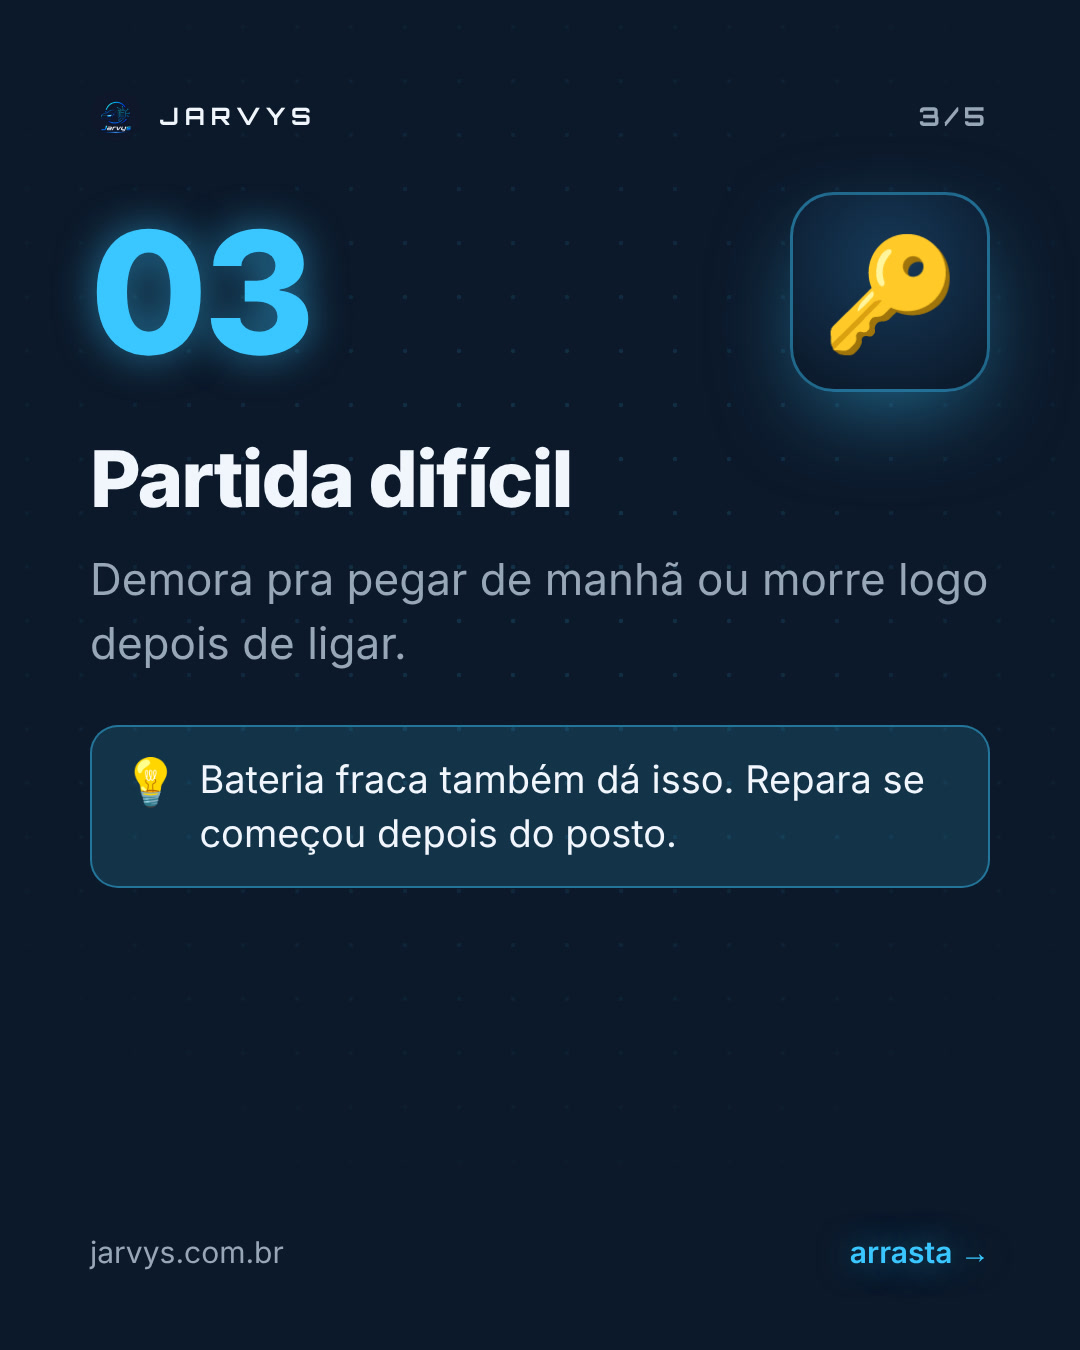 Jarvys
JARVYS
3/5
03
Partida difícil
Demora pra pegar de manhã ou morre logo
depois de ligar.
Bateria fraca também dá isso. Repara se
começou depois do posto.
jarvys.com.br
arrasta →